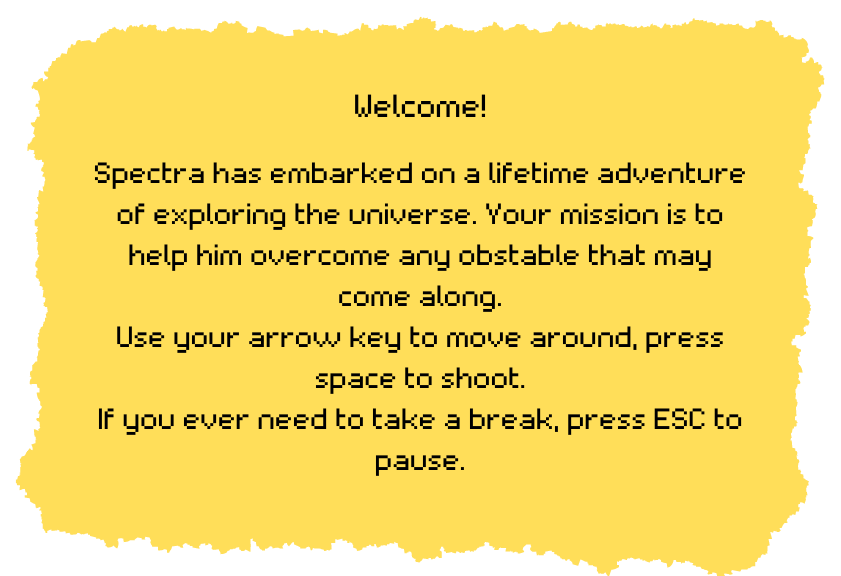 Welcome!
Spectra has embarked on a lifetime adventure
of exploring the universe. Your mission is to
help him overcome any obstable that may
come along.
Use your arrow key to move around, press
space to shoot.
If you ever need to take a break, press ESC to
pause.